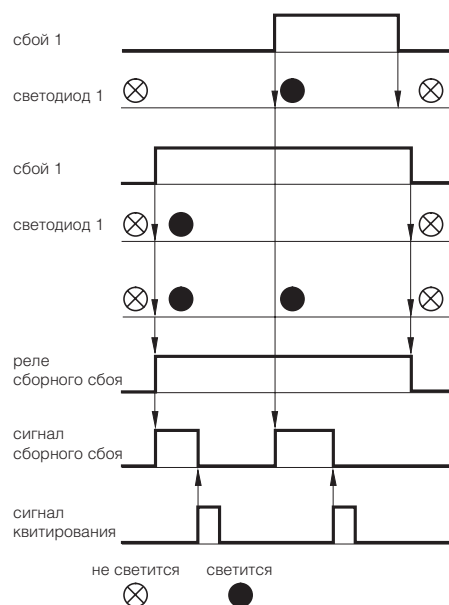 сбой 1
светодиод 1
сбой 1
светодиод 1
реле
сборного сбоя
сигнал
сборного сбоя
сигнал
квитирования
не светится светится